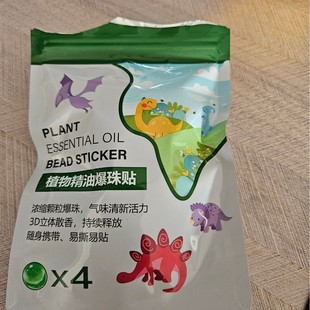 PLANT
ESSENTIAL OIL
BEAD STICKER
植物精油爆珠贴
浓缩颗粒爆珠，气味清新活力
3D立体散香，持续释放
随身携带、易撕易贴
X4